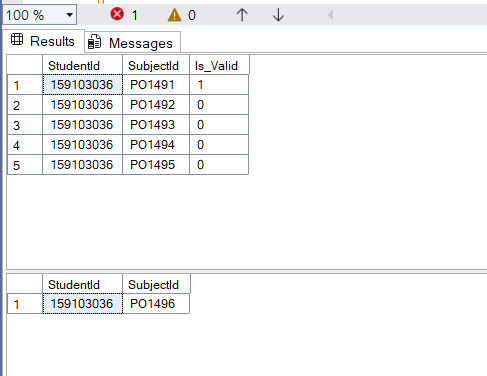 100 % 1 0
Results Messages
StudentId SubjectId Is_Valid
1 159103036 PO1491 1
2 159103036 PO1492 0
3 159103036 PO1493 0
4 159103036 PO1494 0
5 159103036 PO1495 0
StudentId SubjectId
1 159103036 PO1496